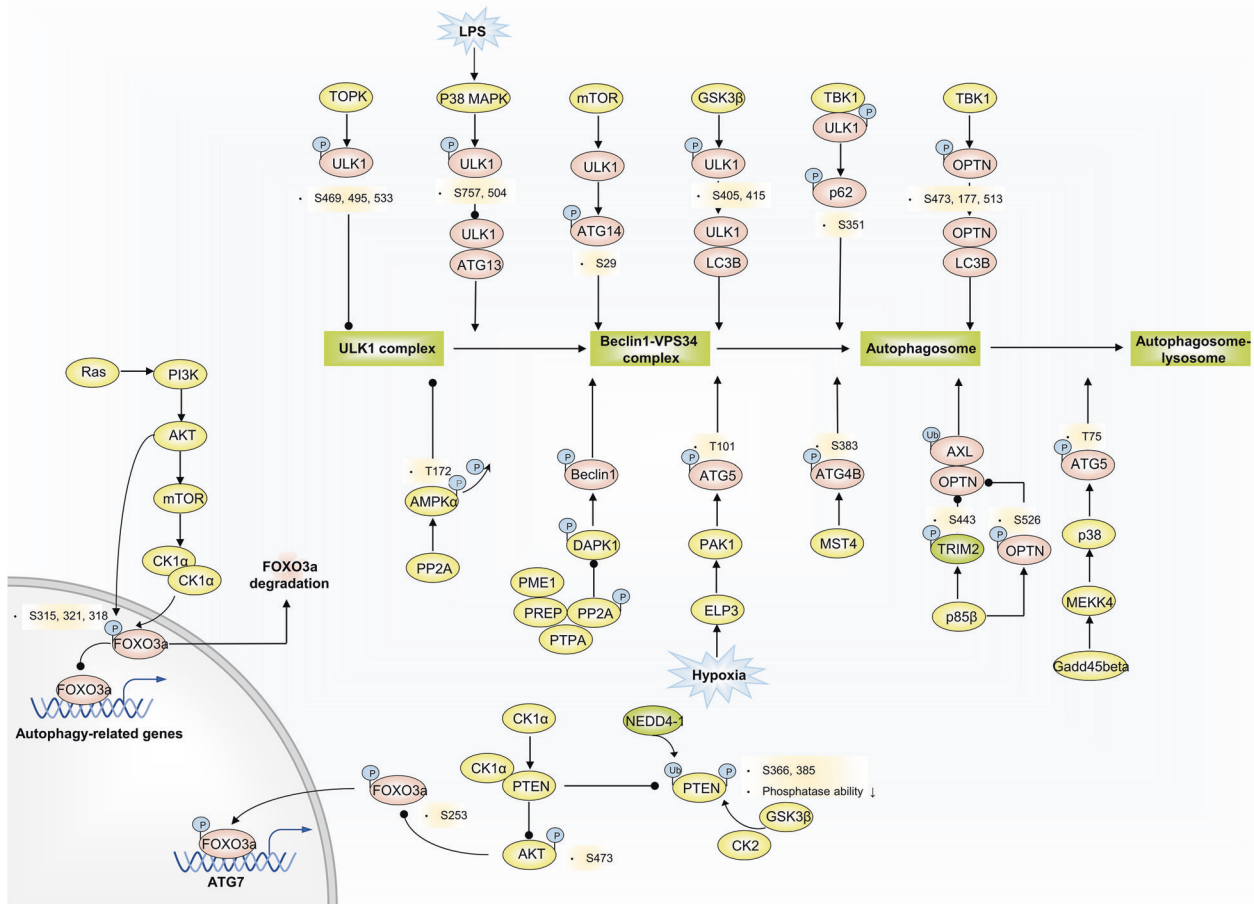 LPS
TOPK
P38 MAPK
mTOR
GSK3β
TBK1
TBK1
P
ULK1
P
ULK1
ULK1
P
ULK1
P
ULK1
P
OPTN
• S469, 495, 533
• S757, 504
• S405, 415
P
p62
• S473, 177, 513
ULK1
ATG13
P
ATG14
• S29
ULK1
LC3B
• S351
OPTN
LC3B
ULK1 complex
Beclin1-VPS34
complex
Autophagosome
Autophagosome-
lysosome
Ras
PI3K
AKT
mTOR
CK1α
CK1α
FOXO3a
degradation
• S315, 321, 318
P
FOXO3a
FOXO3a
Autophagy-related genes
• T172
P
P
AMPKα
PP2A
P
Beclin1
P
DAPK1
PME1
PREP
PP2A
P
PTPA
• T101
P
ATG5
PAK1
ELP3
Hypoxia
• S383
P
ATG4B
MST4
Ub
AXL
OPTN
• S443
• S526
P
TRIM2
P
OPTN
p85β
• T75
P
ATG5
p38
MEKK4
Gadd45beta
CK1α
NEDD4-1
CK1α
PTEN
Ub
P
PTEN
• S366, 385
• Phosphatase ability ↓
GSK3β
CK2
P
FOXO3a
• S253
P
AKT
• S473
P
FOXO3a
ATG7